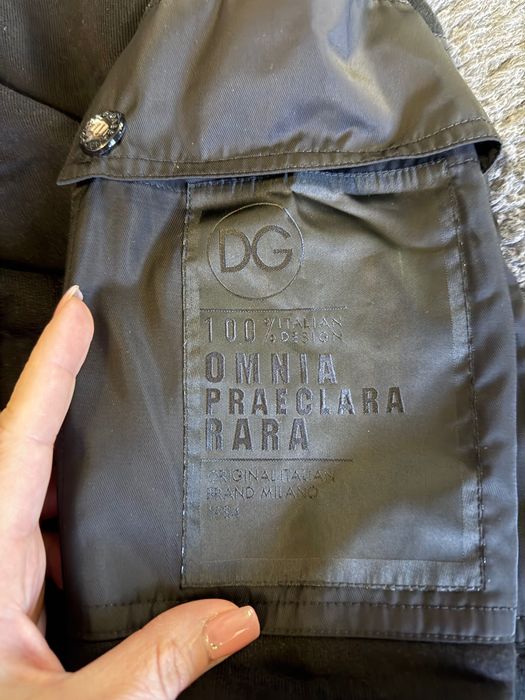 DG
100% ITALIAN
DESIGN
OMNIA
PRAECLARA
RARA
ORIGINAL ITALIAN
BRAND MILANO
1984